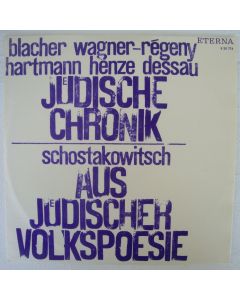 blacher wagner-régeny ETERNA
hartmann henze dessau
JÜDISCHE
CHRONIK
schostakowitsch
AUS
JÜDISCHER
VOLKSPOESIE